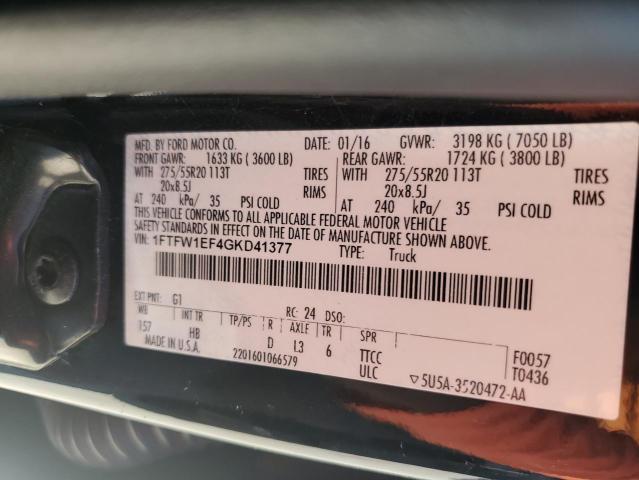 MFD. BY FORD MOTOR CO. DATE: 01/16 GVWR: 3198 KG ( 7050 LB)
FRONT GAWR: 1633 KG ( 3600 LB) REAR GAWR: 1724 KG ( 3800 LB)
WITH 275/55R20 113T TIRES WITH 275/55R20 113T TIRES
20x8.5J RIMS 20x8.5J RIMS
AT 240 kPa/ 35 PSI COLD AT 240 kPa/ 35 PSI COLD
THIS VEHICLE CONFORMS TO ALL APPLICABLE FEDERAL MOTOR VEHICLE
SAFETY STANDARDS IN EFFECT ON THE DATE OF MANUFACTURE SHOWN ABOVE.
VIN: 1FTFW1EF4GKD41377 TYPE: Truck
EXT PNT: G1 RC: 24 DSO:
WB INT TR TP/PS R AXLE TR SPR
157 HB D L3 6 TTCC F0057
MADE IN U.S.A. 2201601066579 ULC T0436
▽5U5A-3520472-AA